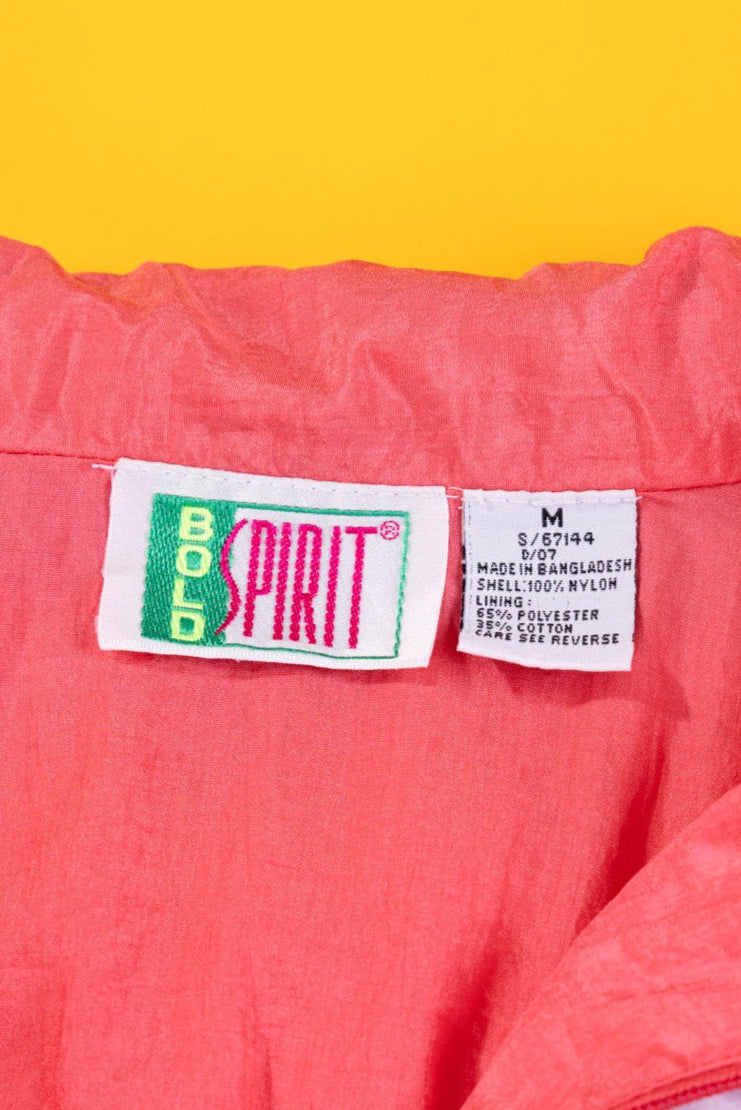 BOLD
SPIRIT®
M
S/67144
D/07
MADE IN BANGLADESH
SHELL:100% NYLON
LINING :
65% POLYESTER
35% COTTON
CARE SEE REVERSE